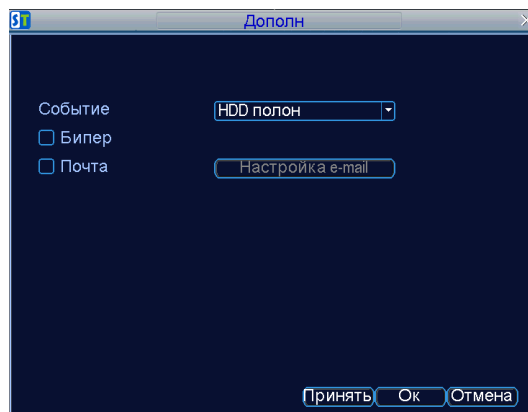 ST Дополн X
Событие HDD полон
Бипер
Почта Настройка e-mail
Принять Ок Отмена